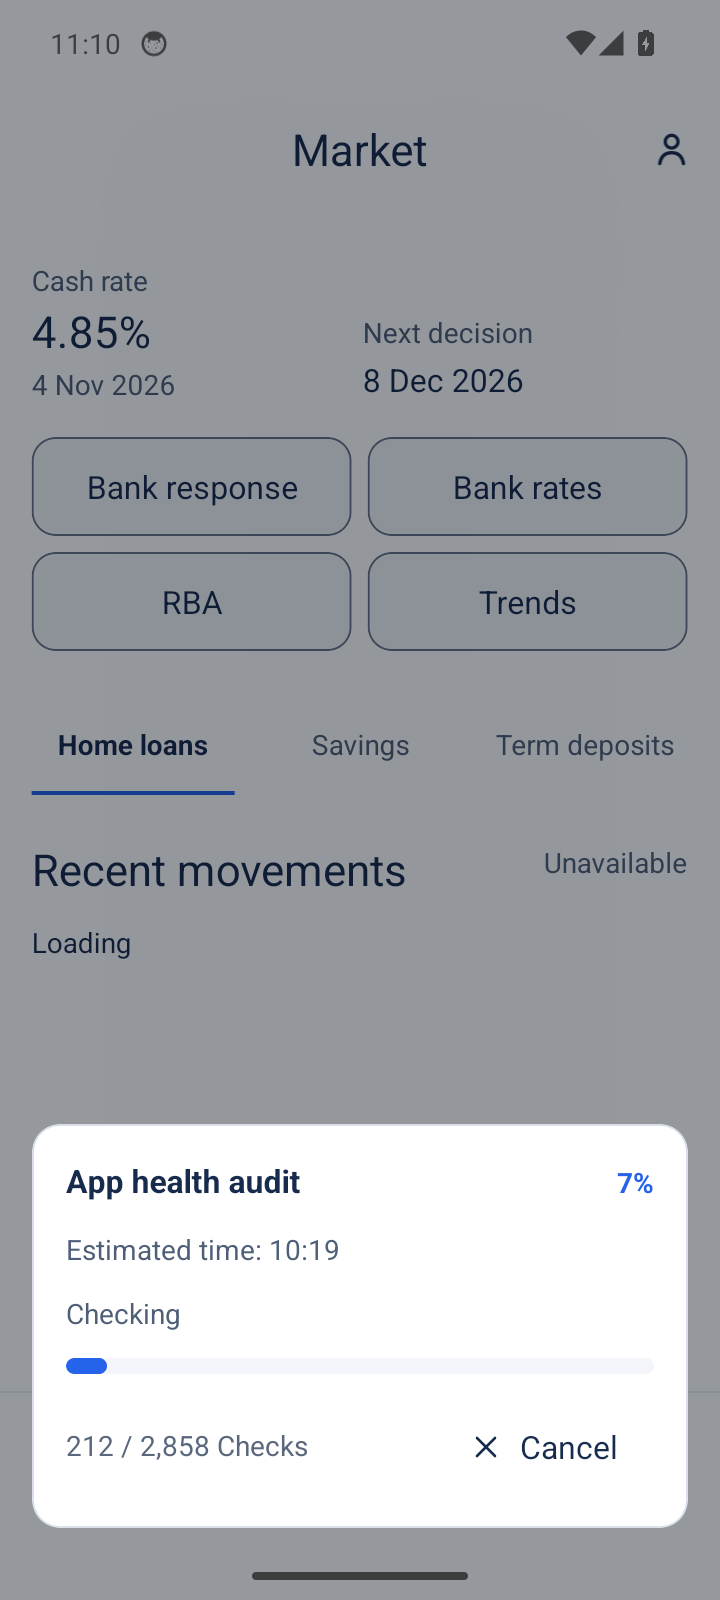 11:10
Market
Cash rate
4.85%
4 Nov 2026
Next decision
8 Dec 2026
Bank response
Bank rates
RBA
Trends
Home loans
Savings
Term deposits
Recent movements
Unavailable
Loading
App health audit
7%
Estimated time: 10:19
Checking
212 / 2,858 Checks
Cancel